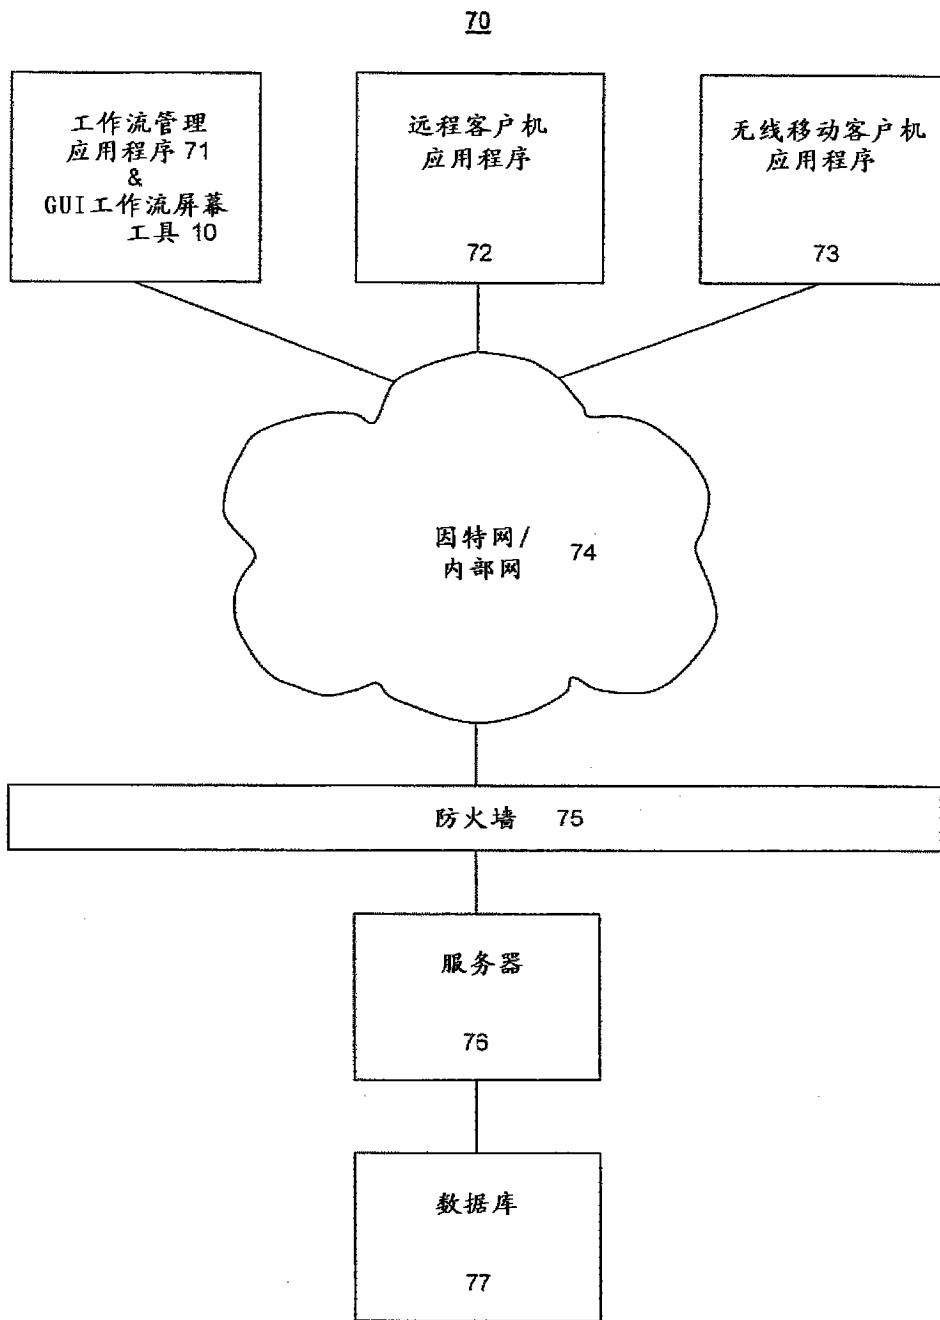 70
工作流管理
应用程序 71
&
GUI工作流屏幕
工具 10
远程客户机
应用程序
72
无线移动客户机
应用程序
73
因特网/
内部网
74
防火墙 75
服务器
76
数据库
77